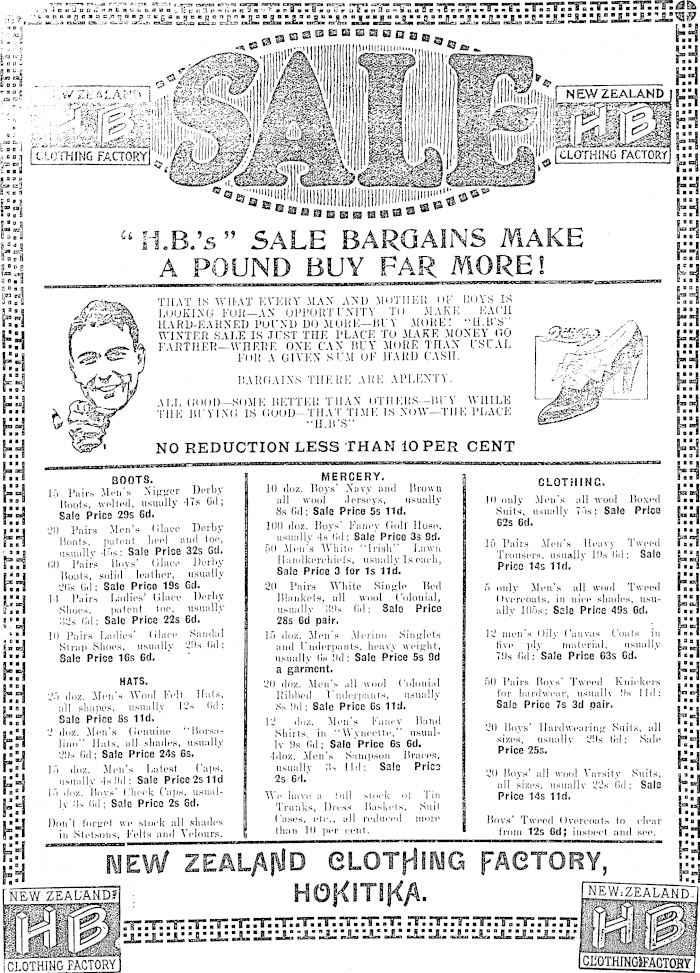 SALE
NEW ZEALAND
HB
CLOTHING FACTORY
NEW ZEALAND
HB
CLOTHING FACTORY
"H.B.'s" SALE BARGAINS MAKE
A POUND BUY FAR MORE!
THAT IS WHAT EVERY MAN AND MOTHER OF BOYS IS
LOOKING FOR—AN OPPORTUNITY TO MAKE EACH
HARD-EARNED POUND DO MORE—BUY MORE! "H.B'S"
WINTER SALE IS JUST THE PLACE TO MAKE MONEY GO
FARTHER—WHERE ONE CAN BUY MORE THAN USUAL
FOR A GIVEN SUM OF HARD CASH.
BARGAINS THERE ARE APLENTY.
ALL GOOD—SOME BETTER THAN OTHERS—BUY WHILE
THE BUYING IS GOOD—THAT TIME IS NOW—THE PLACE
"H.B'S"
NO REDUCTION LESS THAN 10 PER CENT
BOOTS.
15 Pairs Men's Nigger Derby
Boots, welted, usually 47s 6d;
Sale Price 29s 6d.
20 Pairs Men's Glace Derby
Boots, patent heel and toe,
usually 45s: Sale Price 32s 6d.
60 Pairs Boys' Glace Derby
Boots, solid leather, usually
26s 6d; Sale Price 19s 6d.
14 Pairs Ladies' Glace Derby
Shoes, patent toe, usually
32s 6d; Sale Price 22s 6d.
10 Pairs Ladies' Glace Sandal
Strap Shoes, usually 29s 6d;
Sale Price 16s 6d.
HATS.
25 doz. Men's Wool Felt Hats,
all shapes, usually 12s 6d;
Sale Price 8s 11d.
2 doz. Men's Genuine "Borsa-
lino" Hats, all shades, usually
29s 6d; Sale Price 24s 6s.
15 doz. Men's Latest Caps,
usually 4s 9d; Sale Price 2s 11d
15 doz. Boys' Check Caps, usual-
ly 3s 6d; Sale Price 2s 6d.
Don't forget we stock all shades
in Stetsons, Felts and Velours.
MERCERY.
10 doz. Boys' Navy and Brown
all wool Jerseys, usually
8s 6d; Sale Price 5s 11d.
100 doz. Boys' Fancy Golf Hose,
usually 4s 6d; Sale Price 3s 9d.
50 Men's White "Irish" Lawn
Handkerchiefs, usually 1s each,
Sale Price 3 for 1s 11d.
20 Pairs White Single Bed
Blankets, all wool Colonial,
usually 39s 6d; Sale Price
28s 6d pair.
15 doz. Men's Merino Singlets
and Underpants, heavy weight,
usually 6s 9d; Sale Price 5s 9d
a garment.
20 doz. Men's all wool Colonial
Ribbed Underpants, usually
8s 9d; Sale Price 6s 11d.
12 doz. Men's Fancy Band
Shirts, in "Wyncette," usual-
ly 9s 6d; Sale Price 6s 6d.
4doz. Men's Sampson Braces,
usually 3s 11d: Sale Price
2s 6d.
We have a full stock of Tin
Trunks, Dress Baskets, Suit
Cases, etc., all reduced more
than 10 per cent.
CLOTHING.
10 only Men's all wool Boxed
Suits, usually 75s; Sale Price
62s 6d.
15 Pairs Men's Heavy Tweed
Trousers, usually 19s 6d; Sale
Price 14s 11d.
5 only Men's all wool Tweed
Overcoats, in nice shades, usu-
ally 105s; Sale Price 49s 6d.
12 men's Oily Canvas Coats in
five ply material, usually
79s 6d; Sale Price 63s 6d.
50 Pairs Boys' Tweed Knickers
for hardwear, usually 9s 11d;
Sale Price 7s 3d pair.
20 Boys' Hardwearing Suits, all
sizes, usually 29s 6d; Sale
Price 25s.
20 Boys' all wool Varsity Suits,
all sizes, usually 22s 6d; Sale
Price 14s 11d.
Boys' Tweed Overcoats to clear
from 12s 6d; inspect and see.
NEW ZEALAND CLOTHING FACTORY,
HOKITIKA.
NEW ZEALAND
HB
CLOTHING FACTORY
NEW ZEALAND
HB
CLOTHING FACTORY